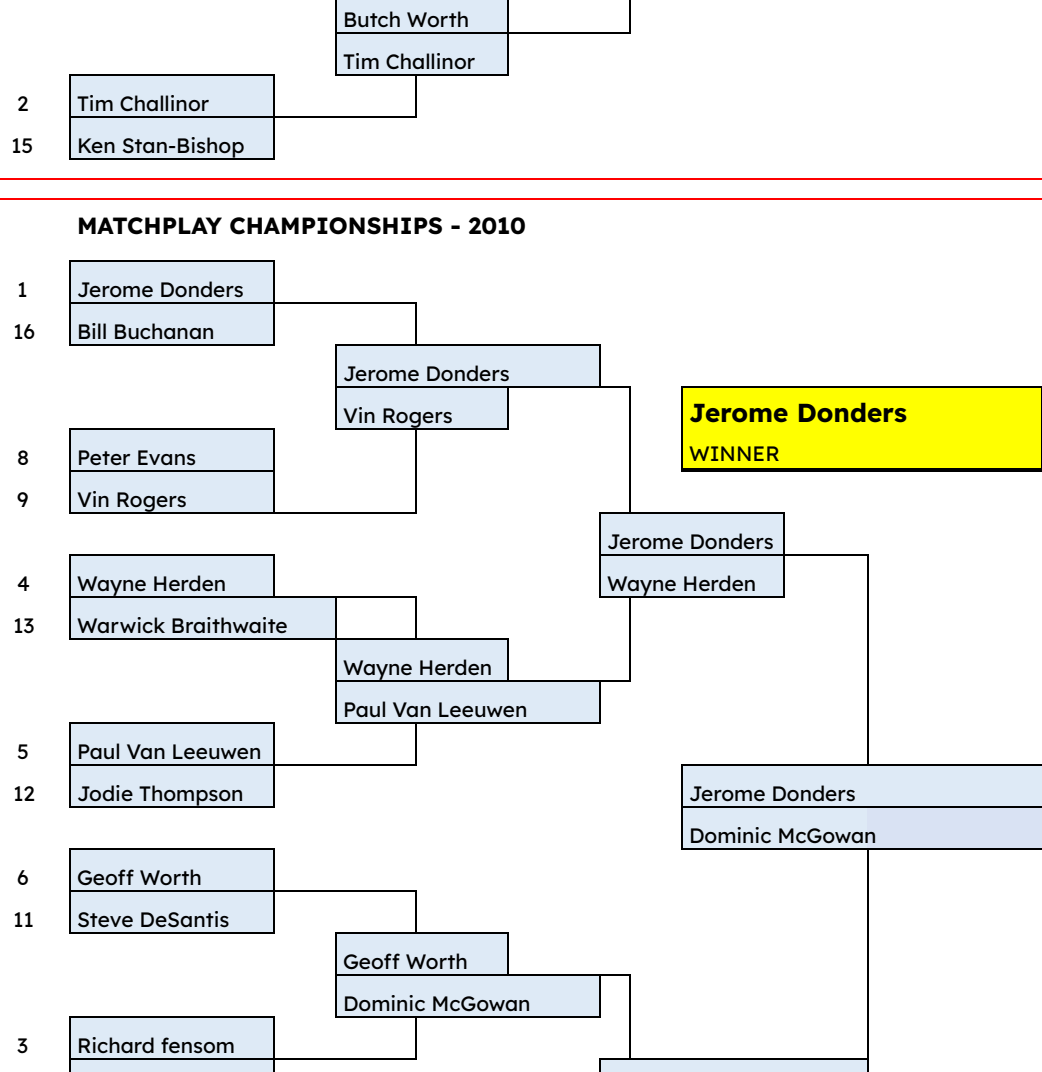 Butch Worth
Tim Challinor
2 Tim Challinor
15 Ken Stan-Bishop
MATCHPLAY CHAMPIONSHIPS - 2010
1 Jerome Donders
16 Bill Buchanan
Jerome Donders
Vin Rogers
Jerome Donders
WINNER
8 Peter Evans
9 Vin Rogers
Jerome Donders
Wayne Herden
4 Wayne Herden
13 Warwick Braithwaite
Wayne Herden
Paul Van Leeuwen
5 Paul Van Leeuwen
12 Jodie Thompson
Jerome Donders
Dominic McGowan
6 Geoff Worth
11 Steve DeSantis
Geoff Worth
Dominic McGowan
3 Richard fensom